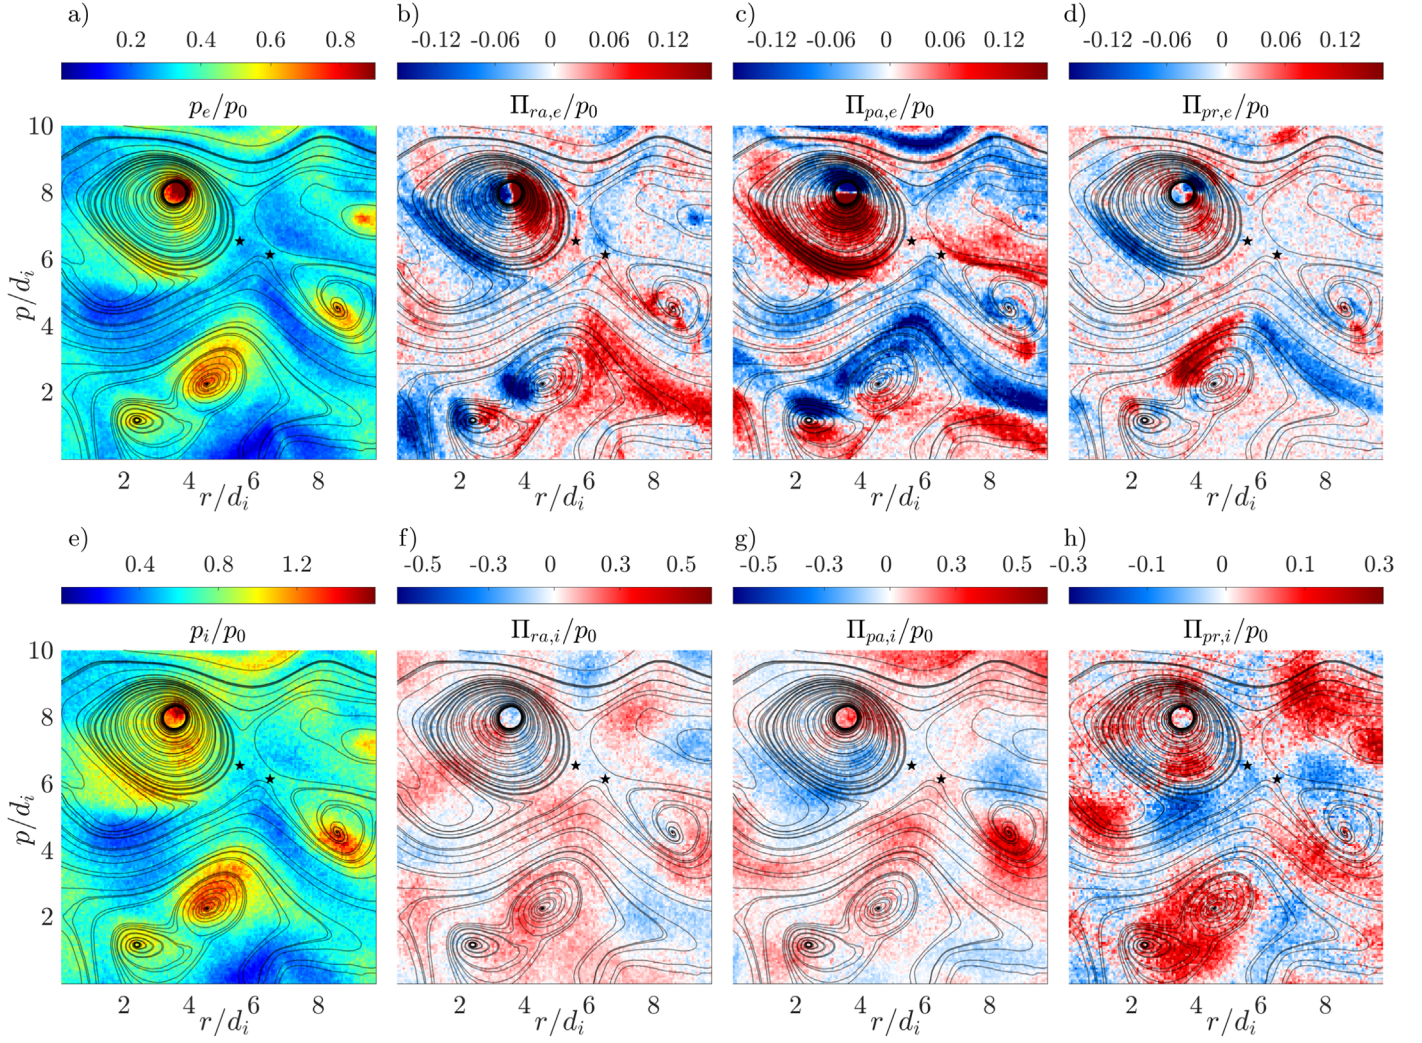 a) b) c) d)
0.2 0.4 0.6 0.8 -0.12 -0.06 0 0.06 0.12 -0.12 -0.06 0 0.06 0.12 -0.12 -0.06 0 0.06 0.12
p_e/p_0 Π_{ra,e}/p_0 Π_{pa,e}/p_0 Π_{pr,e}/p_0
10
8
6
p/d_i
4
2
2 4 6 8 2 4 6 8 2 4 6 8 2 4 6 8
r/d_i r/d_i r/d_i r/d_i
e) f) g) h)
0.4 0.8 1.2 -0.5 -0.3 0 0.3 0.5 -0.5 -0.3 0 0.3 0.5 -0.3 -0.1 0 0.1 0.3
p_i/p_0 Π_{ra,i}/p_0 Π_{pa,i}/p_0 Π_{pr,i}/p_0
10
8
6
p/d_i
4
2
2 4 6 8 2 4 6 8 2 4 6 8 2 4 6 8
r/d_i r/d_i r/d_i r/d_i